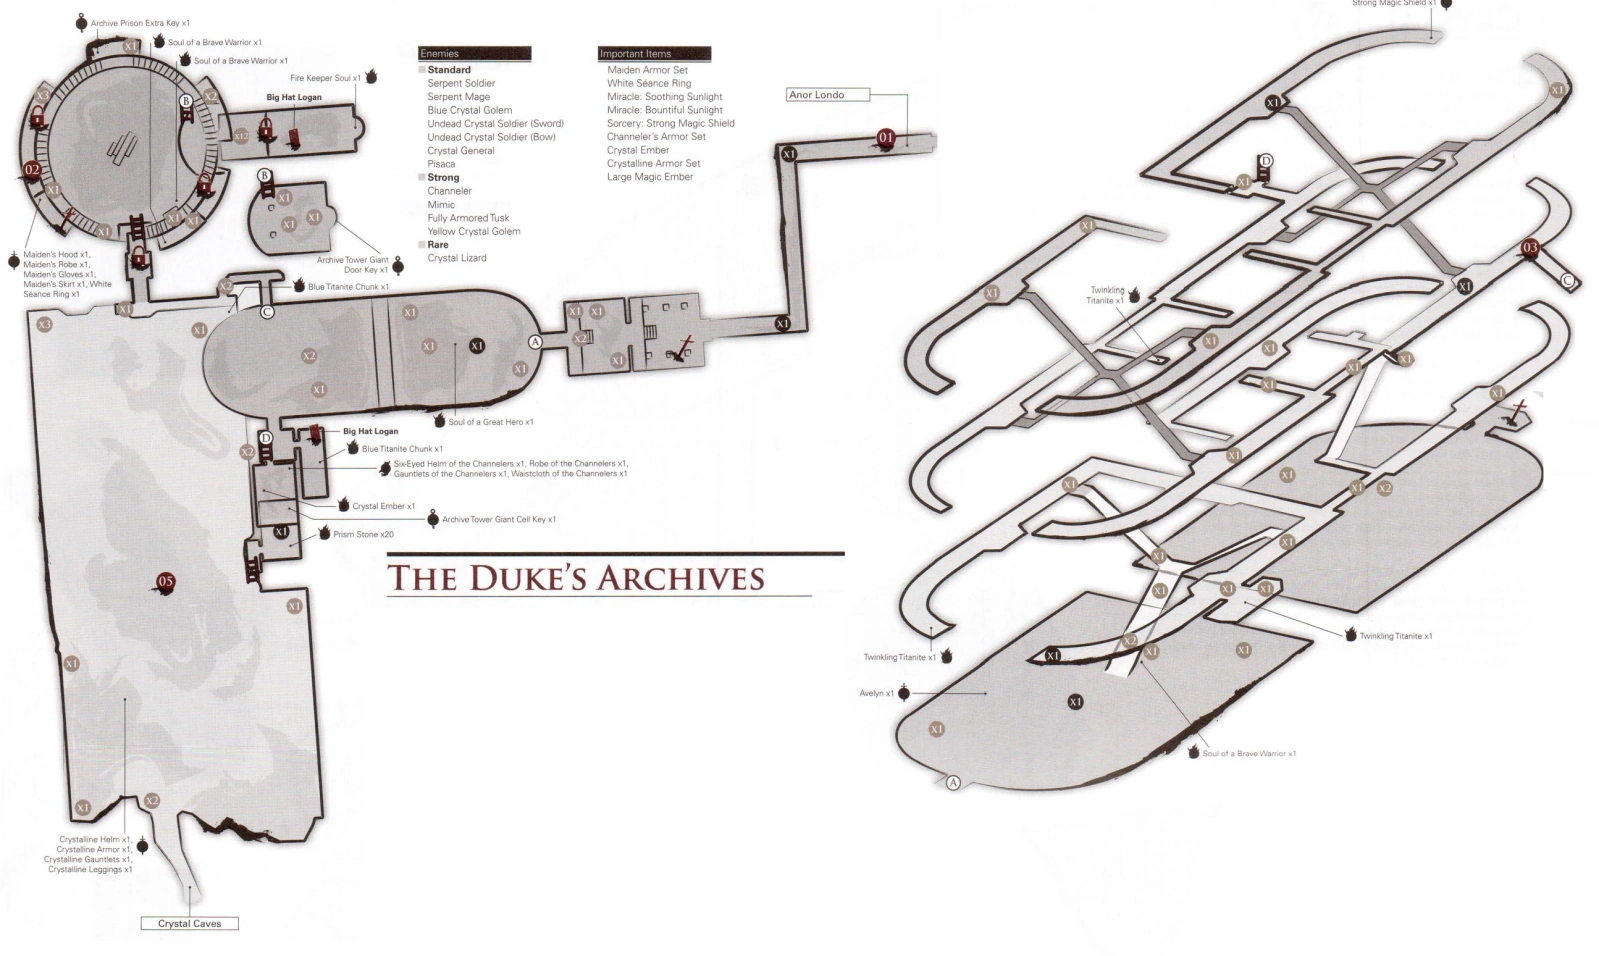 Archive Prison Extra Key x1
Soul of a Brave Warrior x1
Soul of a Brave Warrior x1
Fire Keeper Soul x1
Big Hat Logan
x1
x3
B
x2
x12
02
x1
x1
x1
x1
B
x1
x1
x1
Maiden's Hood x1,
Maiden's Robe x1,
Maiden's Gloves x1,
Maiden's Skirt x1, White
Séance Ring x1
Archive Tower Giant
Door Key x1
Blue Titanite Chunk x1
Enemies
Standard
Serpent Soldier
Serpent Mage
Blue Crystal Golem
Undead Crystal Soldier (Sword)
Undead Crystal Soldier (Bow)
Crystal General
Pisaca
Strong
Channeler
Mimic
Fully Armored Tusk
Yellow Crystal Golem
Rare
Crystal Lizard
Important Items
Maiden Armor Set
White Séance Ring
Miracle: Soothing Sunlight
Miracle: Bountiful Sunlight
Sorcery: Strong Magic Shield
Channeler's Armor Set
Crystal Ember
Crystalline Armor Set
Large Magic Ember
Anor Londo
01
x1
x1
x2
C
x1
x3
x1
x1
x2
x1
x1
x1
x1
x1
A
x1
x1
x2
x1
Soul of a Great Hero x1
D
x2
Big Hat Logan
Blue Titanite Chunk x1
Six-Eyed Helm of the Channelers x1, Robe of the Channelers x1,
Gauntlets of the Channelers x1, Waistcloth of the Channelers x1
Crystal Ember x1
Archive Tower Giant Cell Key x1
x1
Prism Stone x20
THE DUKE'S ARCHIVES
05
x1
x1
x1
x2
Crystalline Helm x1,
Crystalline Armor x1,
Crystalline Gauntlets x1,
Crystalline Leggings x1
Crystal Caves
Strong Magic Shield x1
x1
x1
D
x1
x1
03
C
x1
x1
Twinkling
Titanite x1
x1
x1
x1
x1
x1
x1
x1
x1
x1
x1
x1
x2
x1
x1
x1
x1
x1
x2
x1
x1
x1
Twinkling Titanite x1
Twinkling Titanite x1
Avelyn x1
x1
x1
Soul of a Brave Warrior x1
A